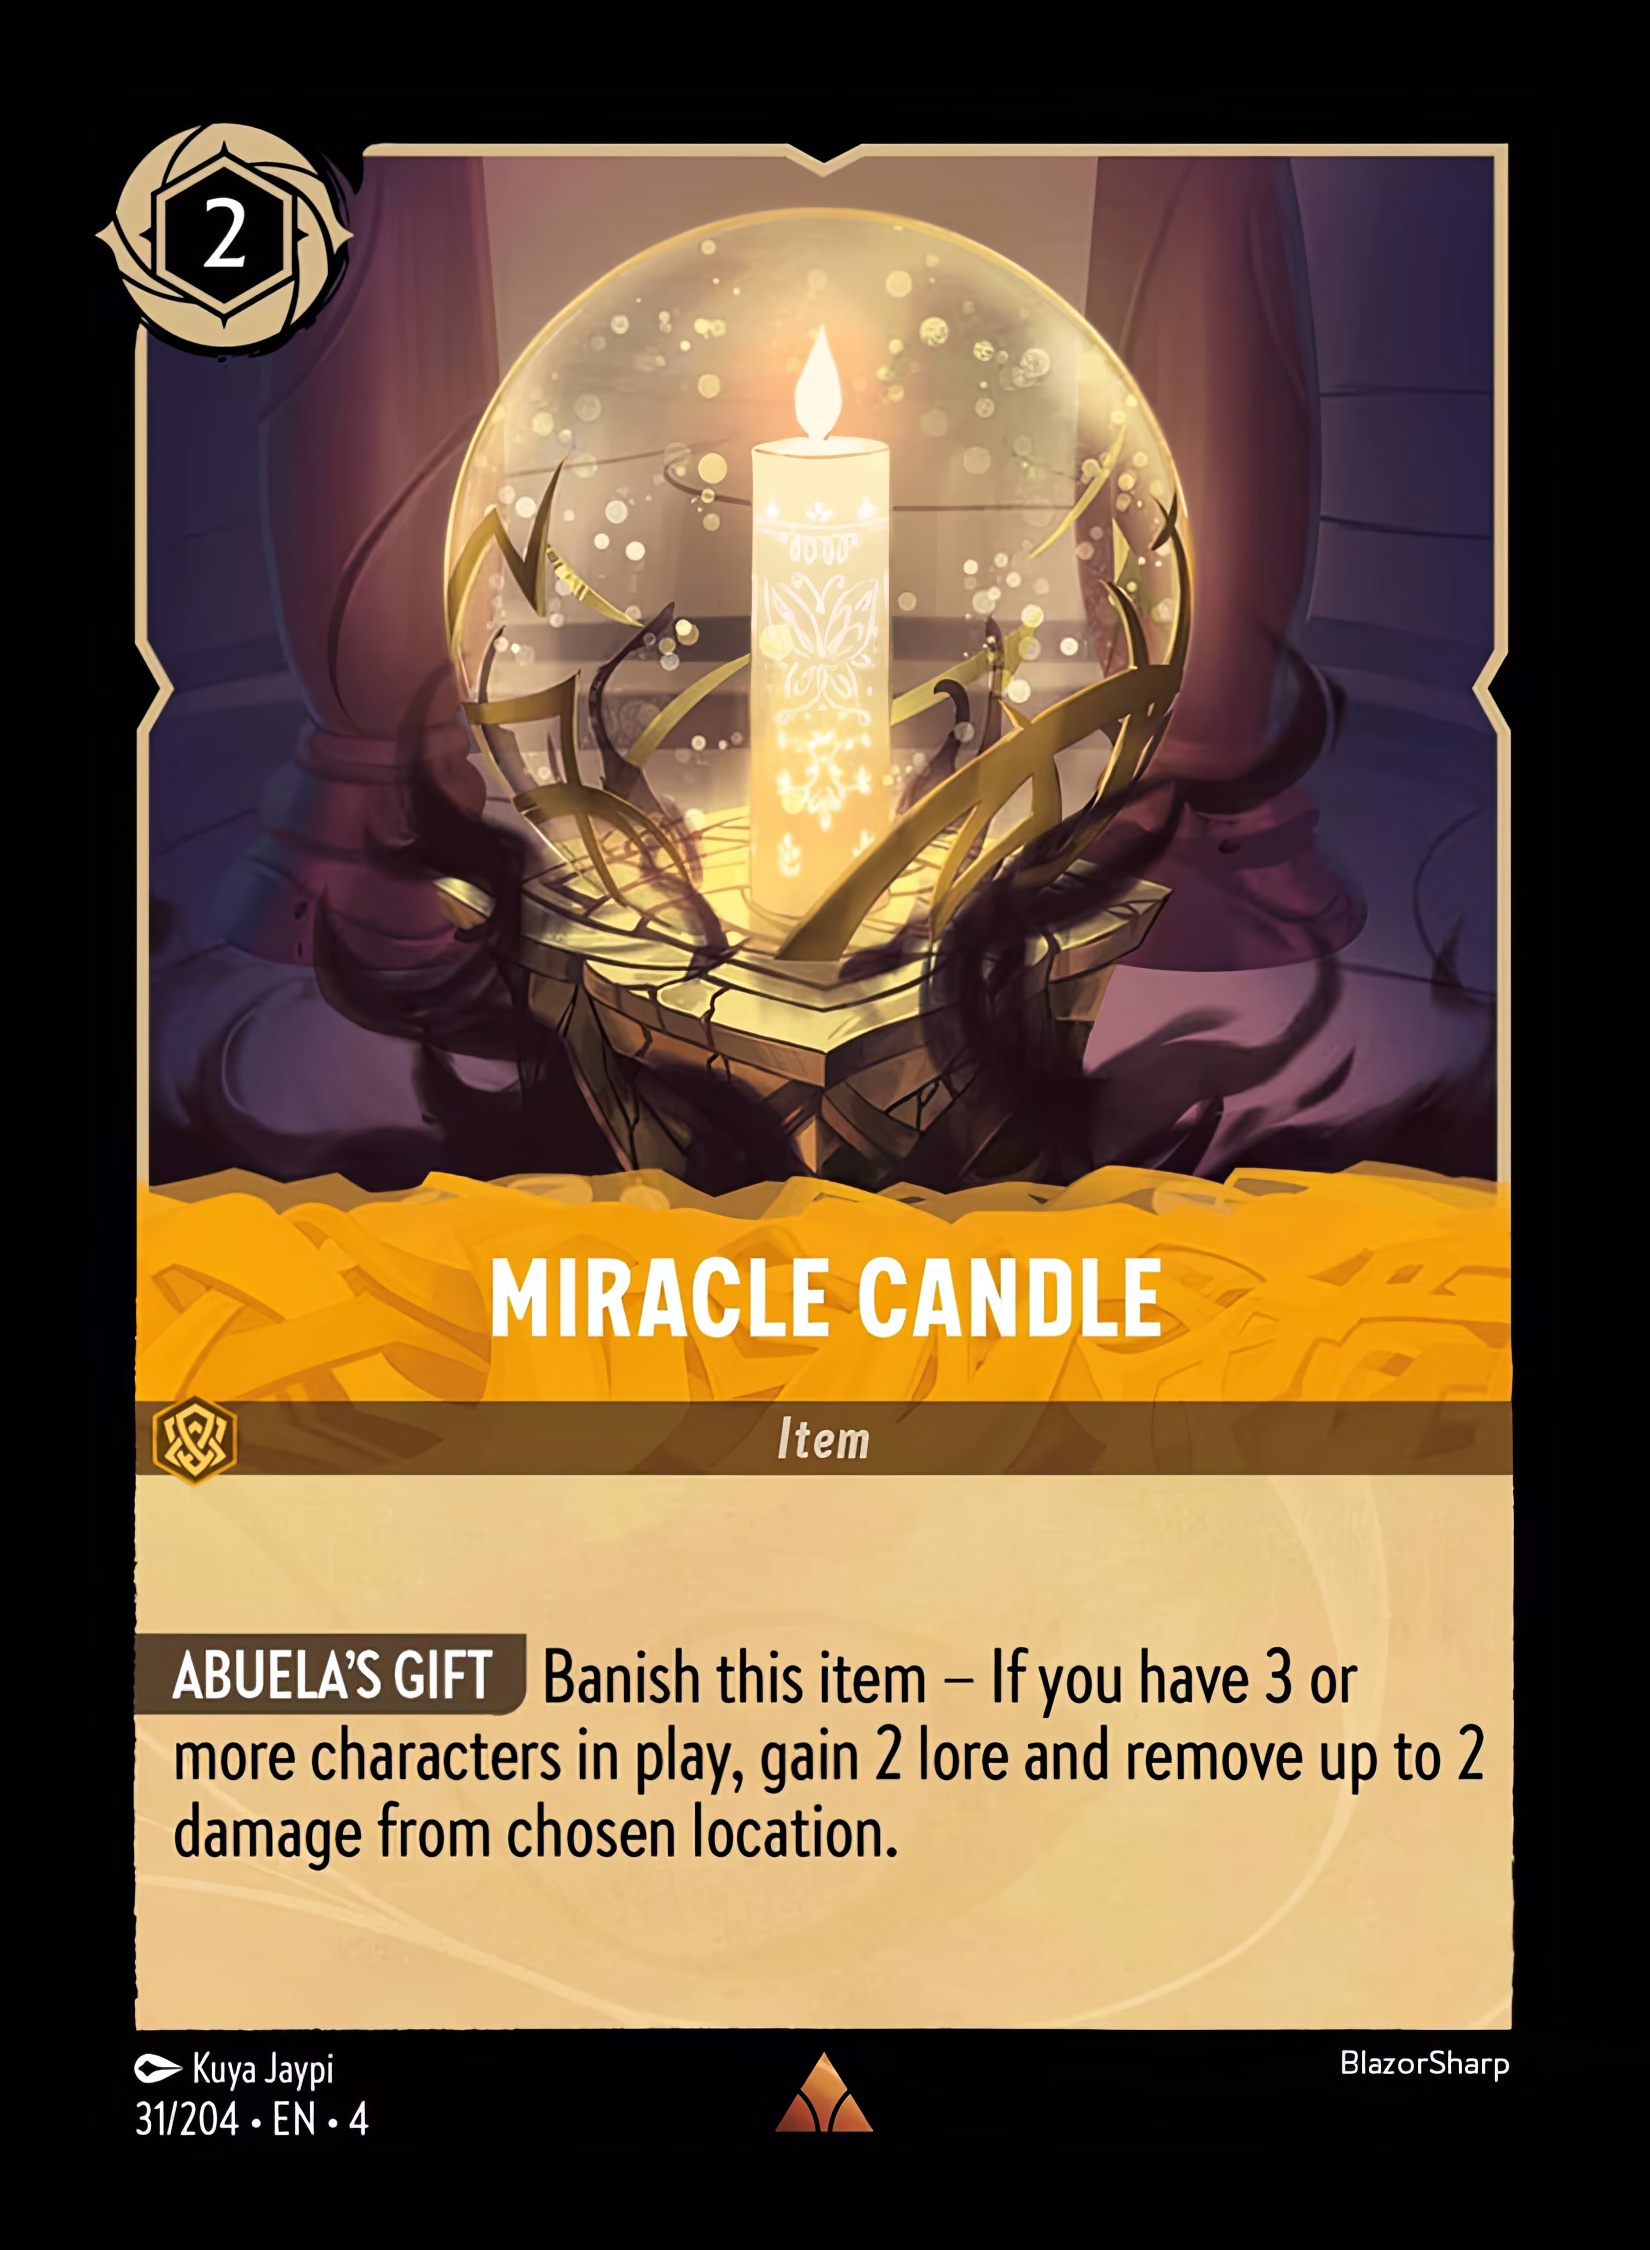 2
MIRACLE CANDLE
Item
ABUELA'S GIFT Banish this item – If you have 3 or
more characters in play, gain 2 lore and remove up to 2
damage from chosen location.
Kuya Jaypi
BlazorSharp
31/204 • EN • 4